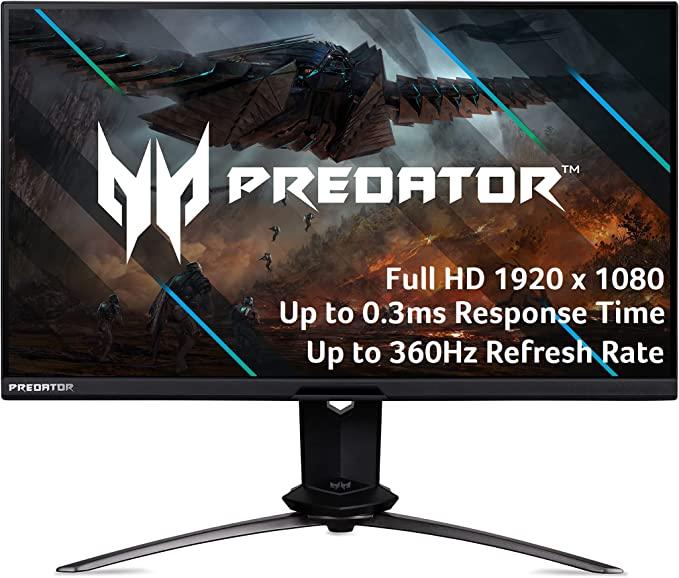 PREDATOR™
Full HD 1920 x 1080
Up to 0.3ms Response Time
Up to 360Hz Refresh Rate
PREDATOR